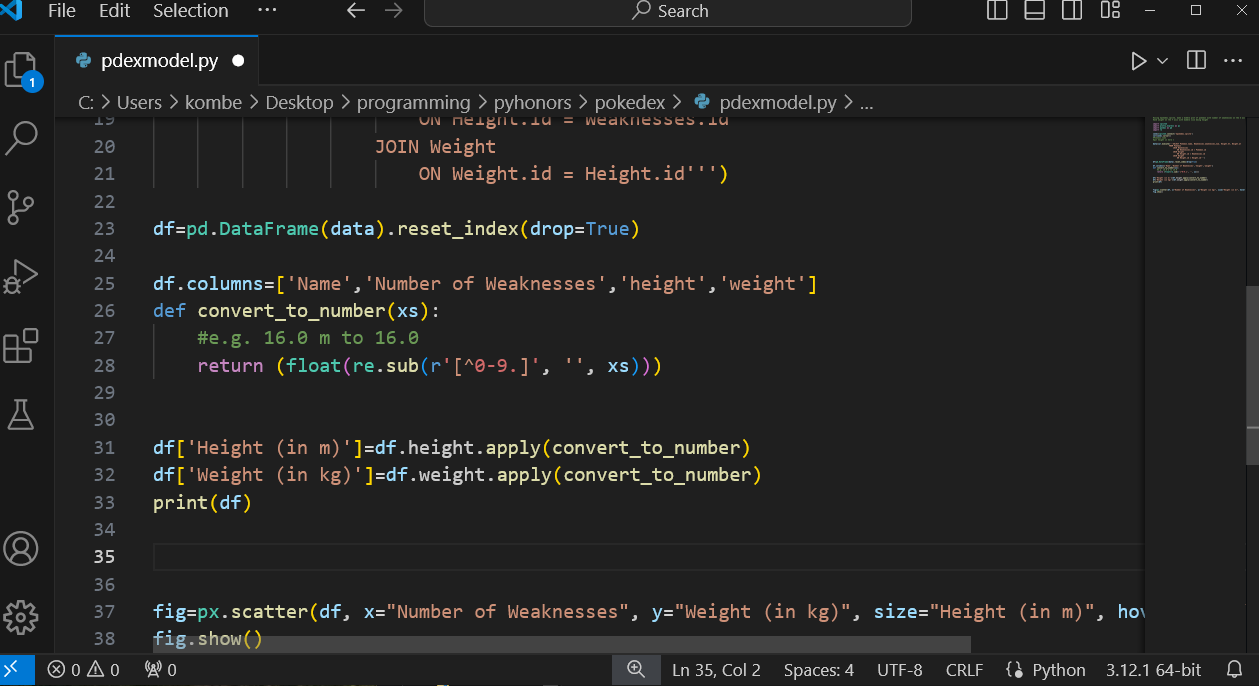 File Edit Selection ··· Search
pdexmodel.py
C: > Users > kombe > Desktop > programming > pyhonors > pokedex > pdexmodel.py > ...
19 ON Height.id = Weaknesses.id
20 JOIN Weight
21 ON Weight.id = Height.id''')
22
23 df=pd.DataFrame(data).reset_index(drop=True)
24
25 df.columns=['Name','Number of Weaknesses','height','weight']
26 def convert_to_number(xs):
27 #e.g. 16.0 m to 16.0
28 return (float(re.sub(r'[^0-9.]', '', xs)))
29
30
31 df['Height (in m)']=df.height.apply(convert_to_number)
32 df['Weight (in kg)']=df.weight.apply(convert_to_number)
33 print(df)
34
35
36
37 fig=px.scatter(df, x="Number of Weaknesses", y="Weight (in kg)", size="Height (in m)", hov
38 fig.show()
1
0 0 0 Ln 35, Col 2 Spaces: 4 UTF-8 CRLF Python 3.12.1 64-bit